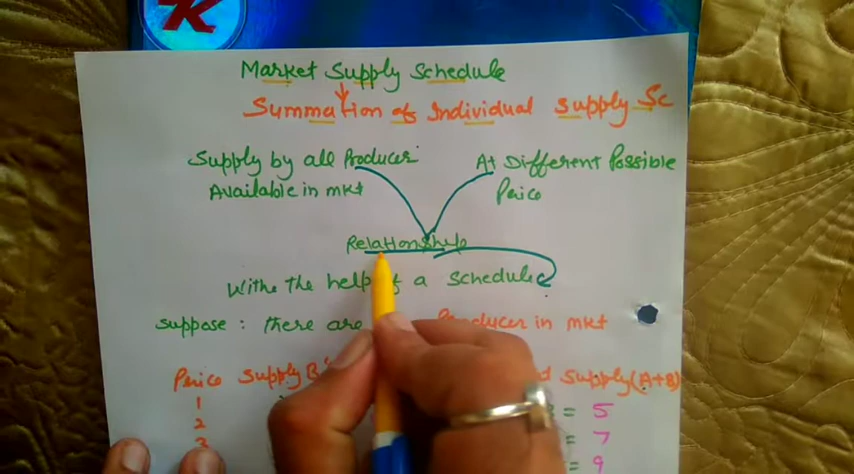 K
Market Supply Schedule
Summation of Individual Supply Sc
Supply by all Producer
Available in mkt
At Different Possible
Price
Relationship
Withe the help of a Schedule
Suppose : there are Producer in mkt
Price Supply B supply (A+B)
1 = 5
2 = 7
3 = 9